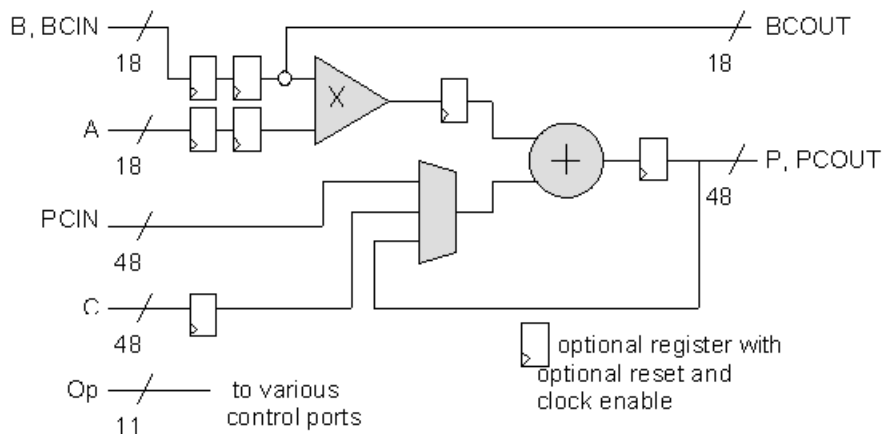 B, BCIN
18
BCOUT
18
X
A
18
+
P, PCOUT
48
PCIN
48
C
48
optional register with
optional reset and
clock enable
Op
11
to various
control ports